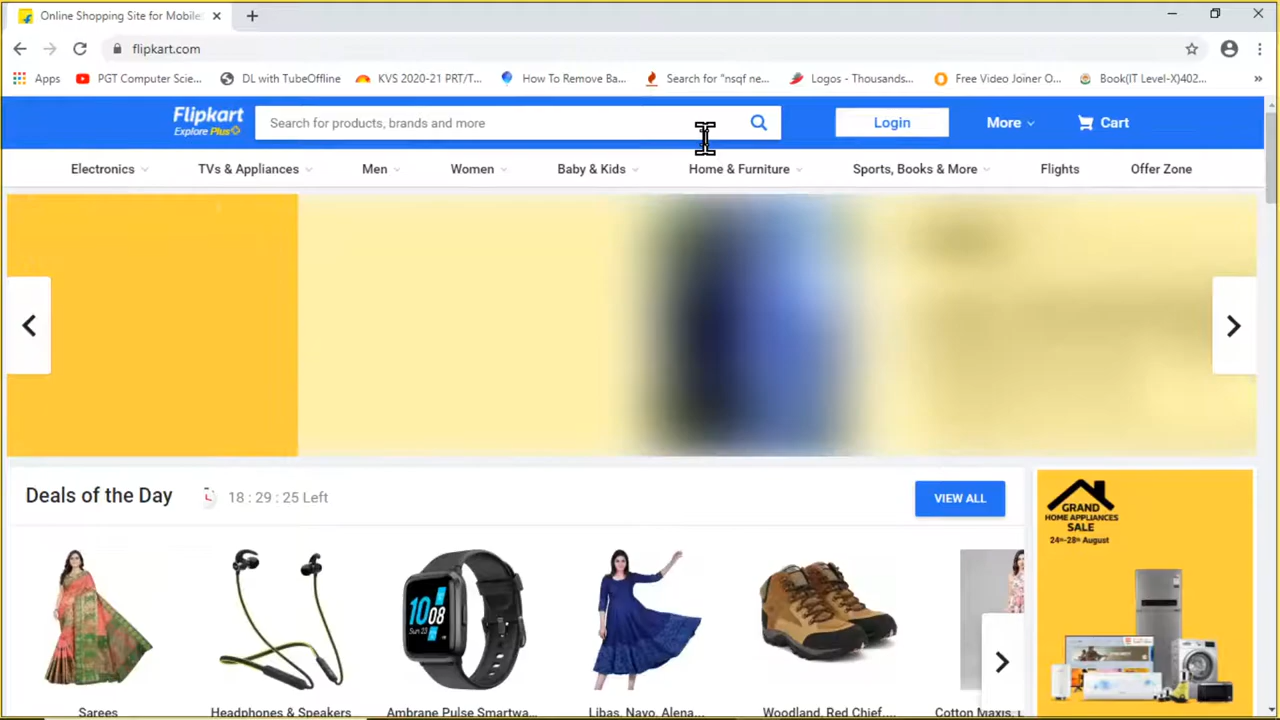 Online Shopping Site for Mobile
flipkart.com
Apps PGT Computer Scie... DL with TubeOffline KVS 2020-21 PRT/T... How To Remove Ba... Search for "nsqf ne... Logos - Thousands... Free Video Joiner O... Book(IT Level-X)402... »
Flipkart
Explore Plus
Search for products, brands and more
Login More Cart
Electronics TVs & Appliances Men Women Baby & Kids Home & Furniture Sports, Books & More Flights Offer Zone
Deals of the Day 18 : 29 : 25 Left VIEW ALL
GRAND
HOME APPLIANCES
SALE
24th-28th August
10:08
Sun 23
Sarees Headphones & Speakers Ambrane Pulse Smartwa... Libas, Navo, Alena... Woodland, Red Chief,... Cotton Maxis, L